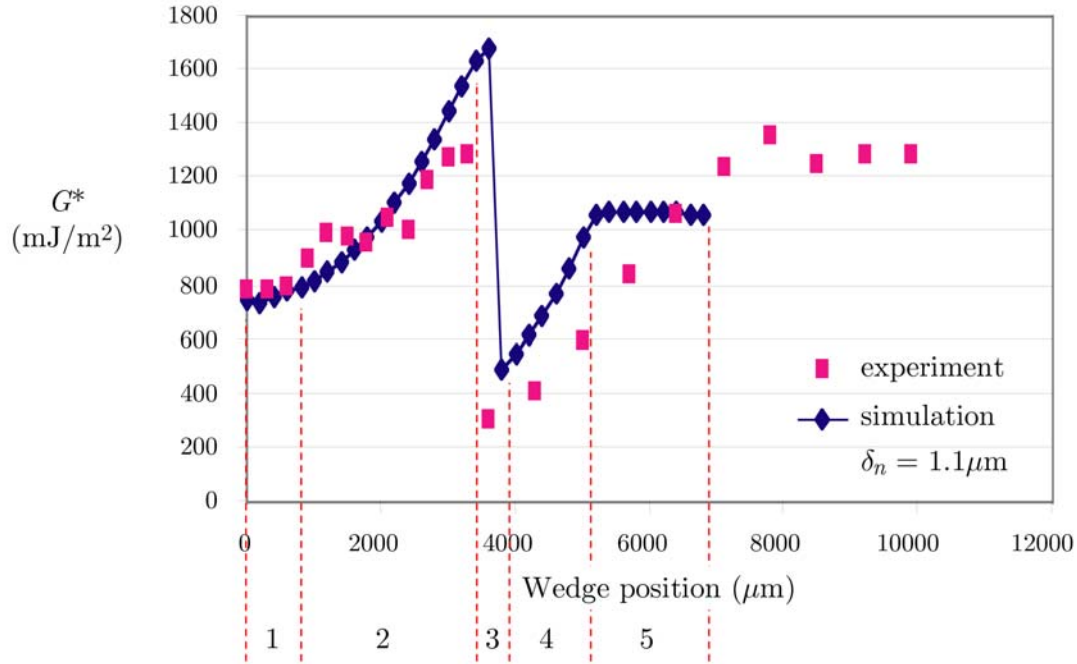 1800
1600
1400
1200
1000
800
600
400
200
0
G*
(mJ/m²)
experiment
simulation
δₙ = 1.1μm
0 2000 4000 6000 8000 10000 12000
Wedge position (μm)
1 2 3 4 5